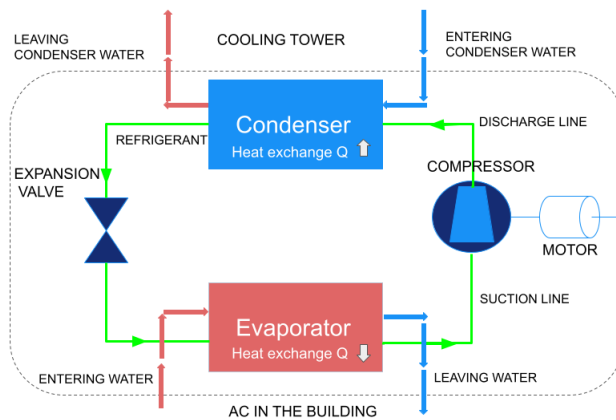 LEAVING
CONDENSER WATER
COOLING TOWER
ENTERING
CONDENSER WATER
Condenser
Heat exchange Q
REFRIGERANT
DISCHARGE LINE
EXPANSION
VALVE
COMPRESSOR
MOTOR
SUCTION LINE
Evaporator
Heat exchange Q
ENTERING WATER
LEAVING WATER
AC IN THE BUILDING